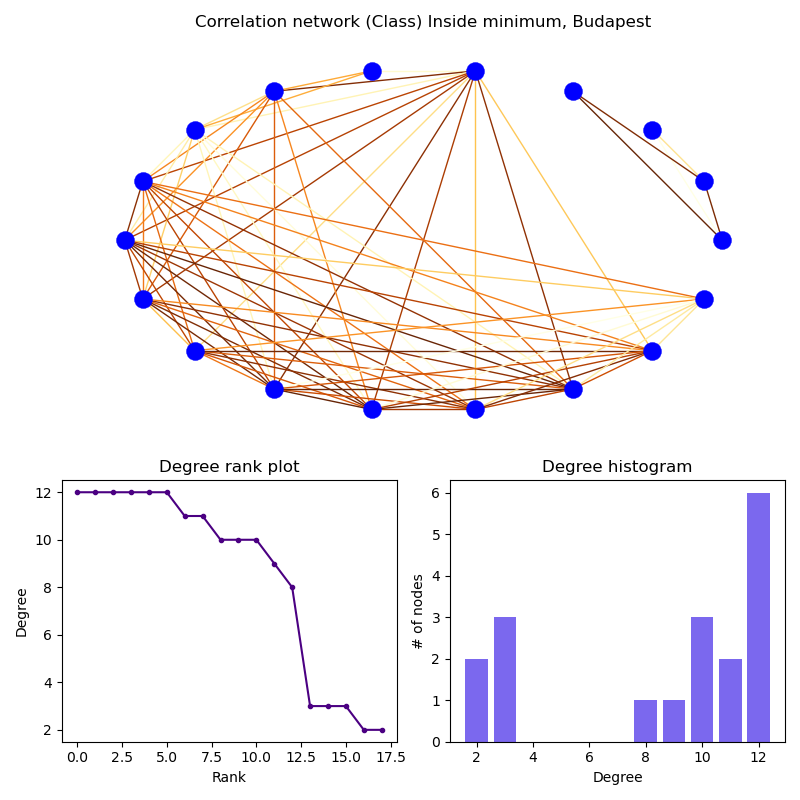 Correlation network (Class) Inside minimum, Budapest
Degree rank plot
Degree
12
10
8
6
4
2
0.0 2.5 5.0 7.5 10.0 12.5 15.0 17.5
Rank
Degree histogram
# of nodes
6
5
4
3
2
1
0
2 4 6 8 10 12
Degree